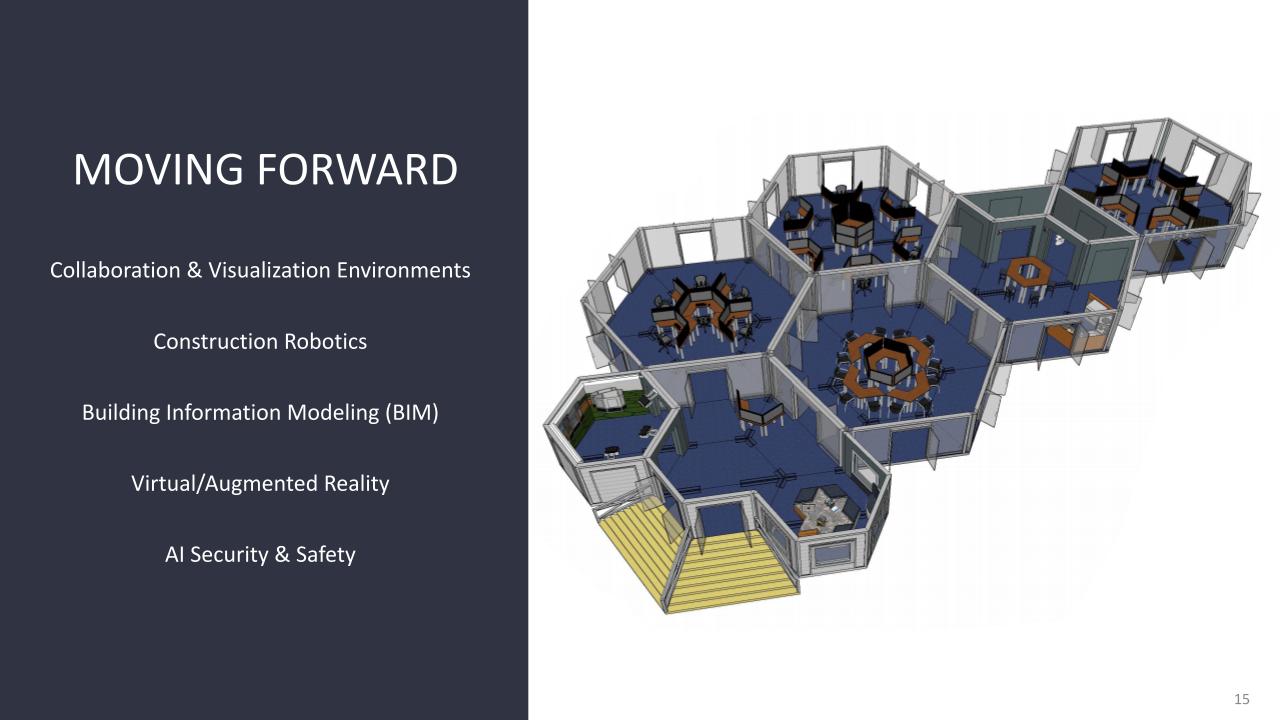 MOVING FORWARD
Collaboration & Visualization Environments
Construction Robotics
Building Information Modeling (BIM)
Virtual/Augmented Reality
AI Security & Safety
15